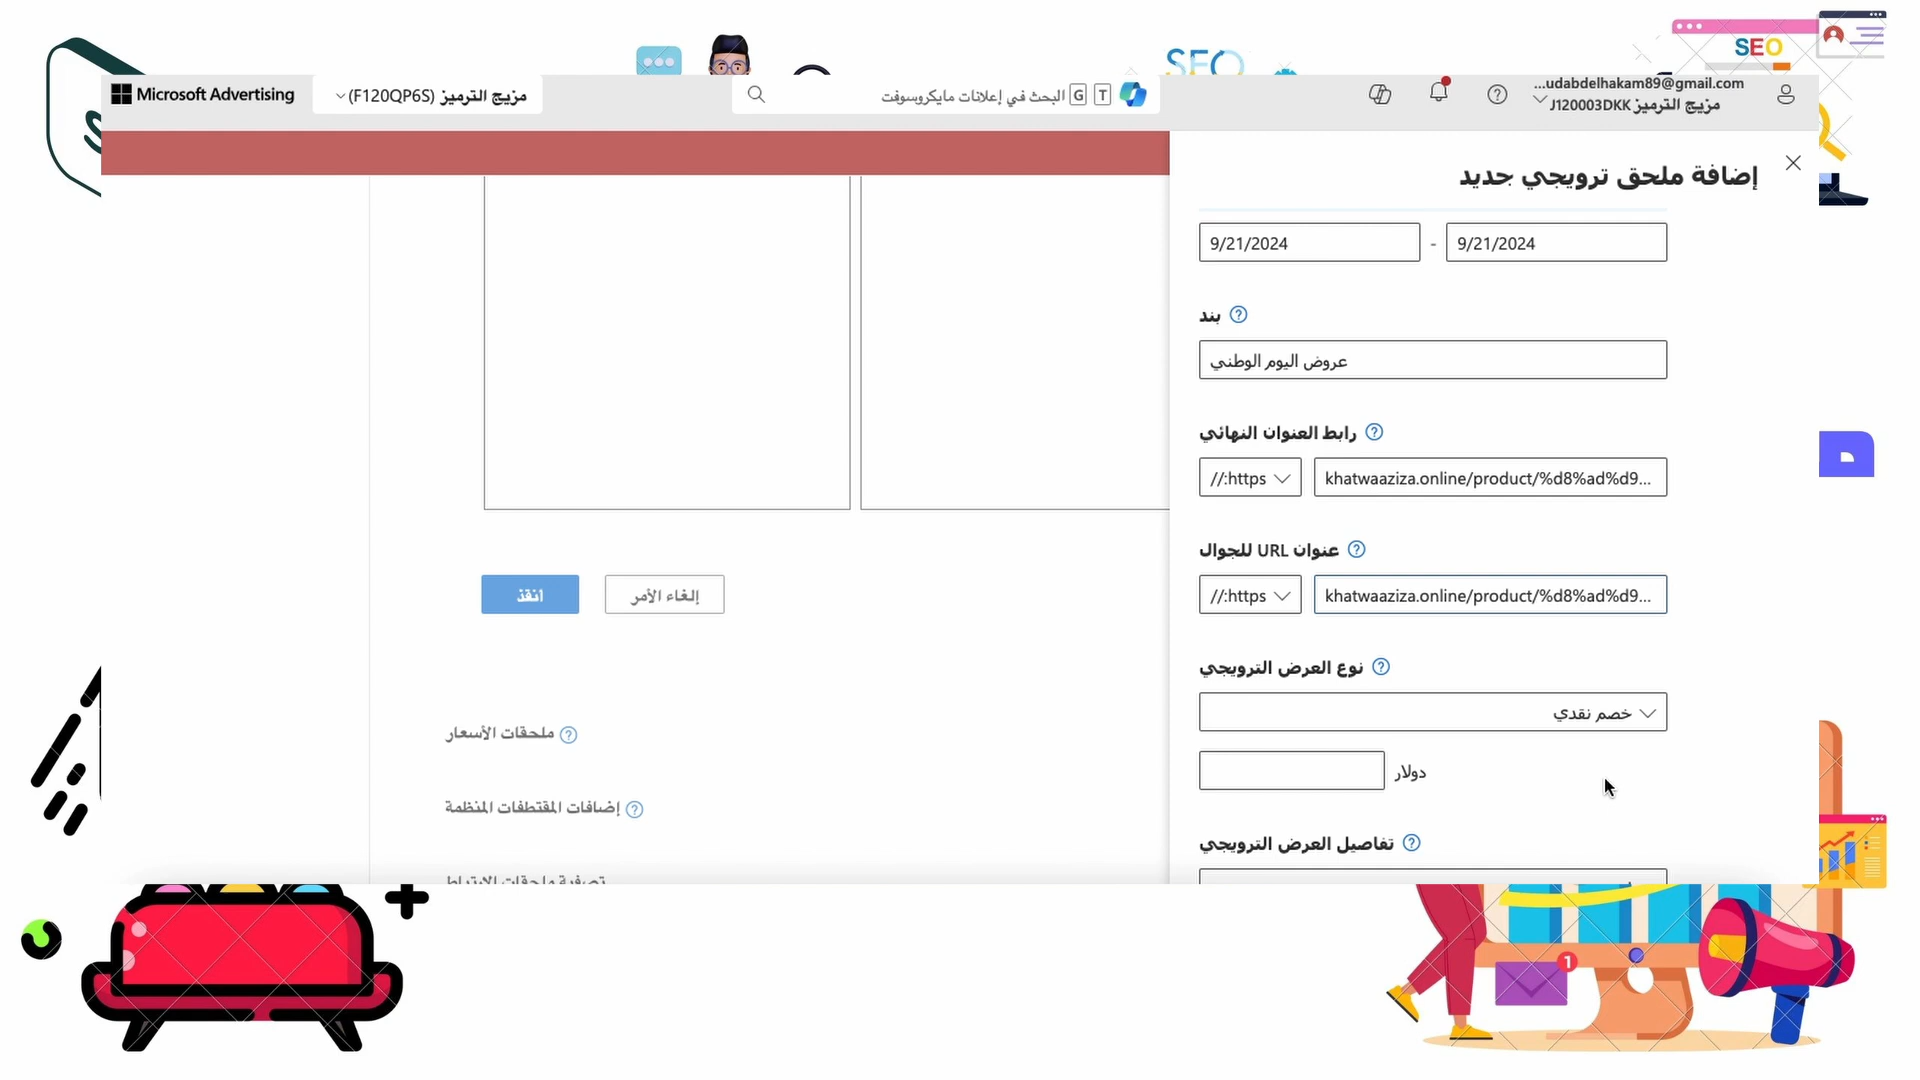 SEO
SEO
Microsoft Advertising
مزيج الترميز (F120QP6S)
البحث في إعلانات مايكروسوفت
G T
...udabdelhakam89@gmail.com
مزيج الترميز J120003DKK
إضافة ملحق ترويجي جديد
9/21/2024 - 9/21/2024
بند
عروض اليوم الوطني
رابط العنوان النهائي
//:https
khatwaaziza.online/product/%d8%ad%d9...
عنوان URL للجوال
//:https
khatwaaziza.online/product/%d8%ad%d9...
نوع العرض الترويجي
خصم نقدي
دولار
تفاصيل العرض الترويجي
انقذ
إلغاء الأمر
ملحقات الأسعار
إضافات المقتطفات المنظمة
1